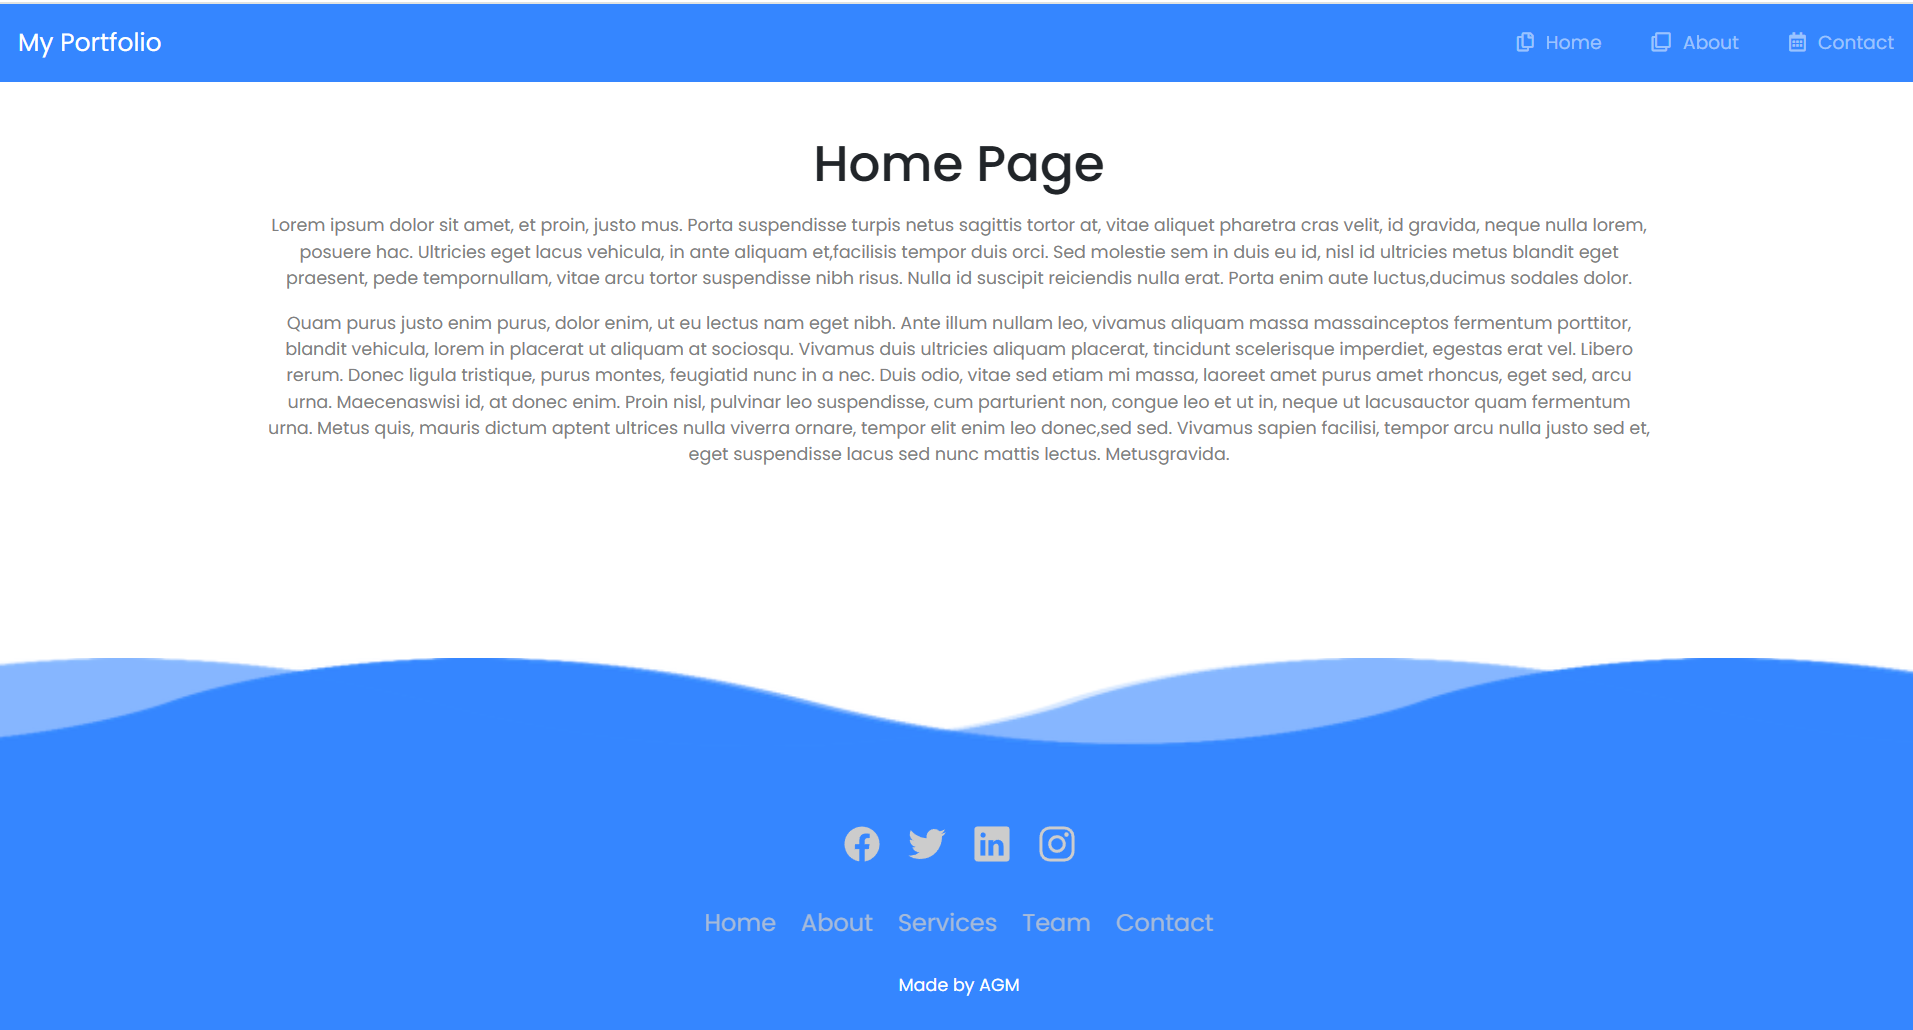 My Portfolio
Home About Contact
Home Page
Lorem ipsum dolor sit amet, et proin, justo mus. Porta suspendisse turpis netus sagittis tortor at, vitae aliquet pharetra cras velit, id gravida, neque nulla lorem,
posuere hac. Ultricies eget lacus vehicula, in ante aliquam et,facilisis tempor duis orci. Sed molestie sem in duis eu id, nisl id ultricies metus blandit eget
praesent, pede tempornullam, vitae arcu tortor suspendisse nibh risus. Nulla id suscipit reiciendis nulla erat. Porta enim aute luctus,ducimus sodales dolor.
Quam purus justo enim purus, dolor enim, ut eu lectus nam eget nibh. Ante illum nullam leo, vivamus aliquam massa massainceptos fermentum porttitor,
blandit vehicula, lorem in placerat ut aliquam at sociosqu. Vivamus duis ultricies aliquam placerat, tincidunt scelerisque imperdiet, egestas erat vel. Libero
rerum. Donec ligula tristique, purus montes, feugiatid nunc in a nec. Duis odio, vitae sed etiam mi massa, laoreet amet purus amet rhoncus, eget sed, arcu
urna. Maecenaswisi id, at donec enim. Proin nisl, pulvinar leo suspendisse, cum parturient non, congue leo et ut in, neque ut lacusauctor quam fermentum
urna. Metus quis, mauris dictum aptent ultrices nulla viverra ornare, tempor elit enim leo donec,sed sed. Vivamus sapien facilisi, tempor arcu nulla justo sed et,
eget suspendisse lacus sed nunc mattis lectus. Metusgravida.
Home About Services Team Contact
Made by AGM